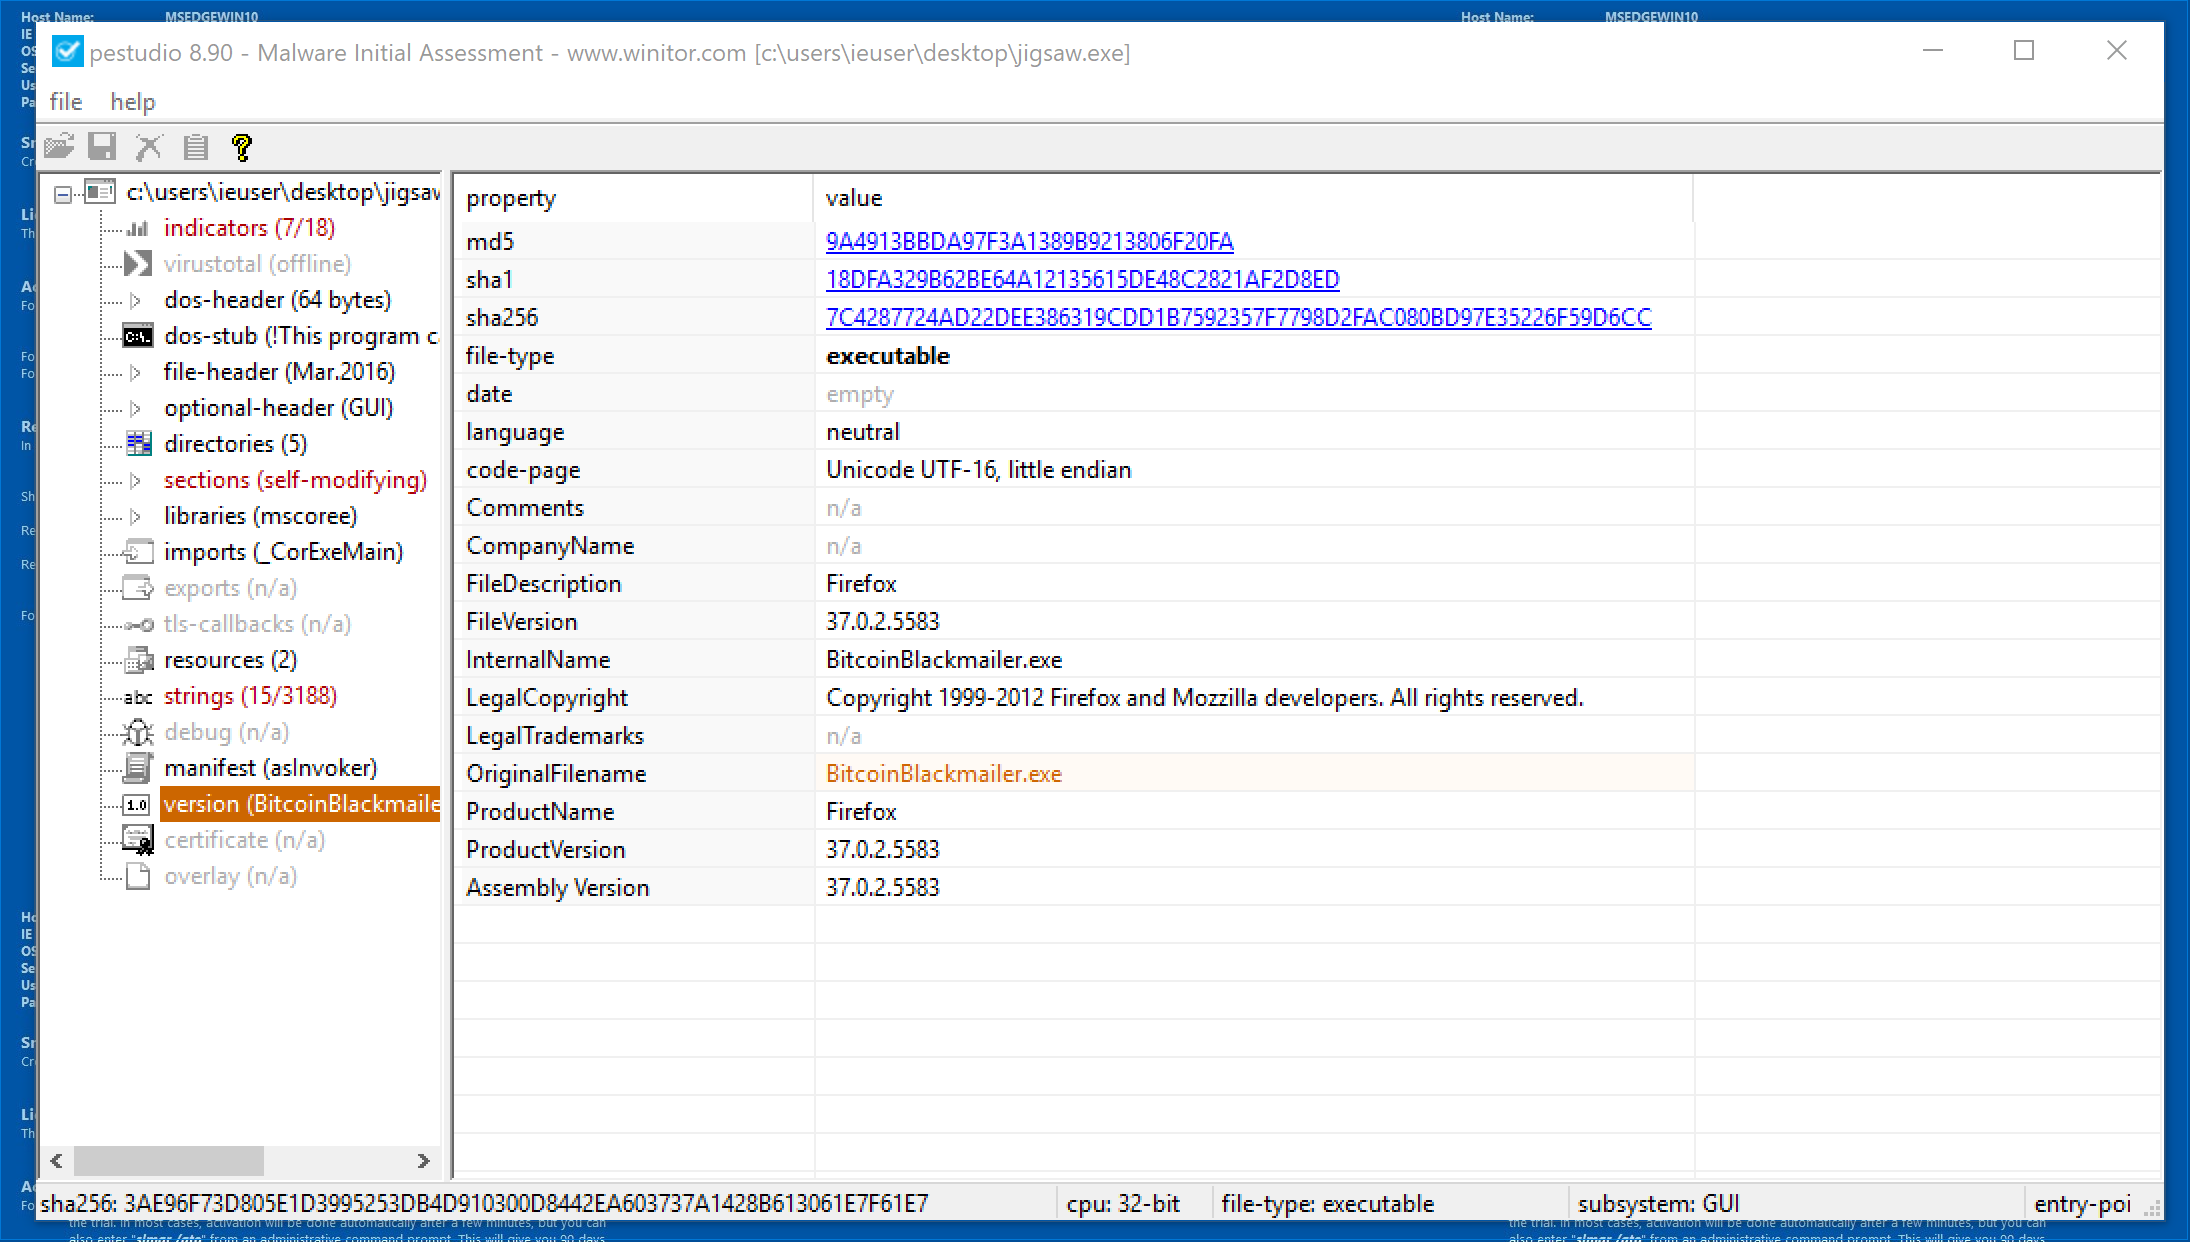 Host Name: MSEDGEWIN10
Host Name: MSEDGEWIN10
pestudio 8.90 - Malware Initial Assessment - www.winitor.com [c:\users\ieuser\desktop\jigsaw.exe]
file help
property value
c:\users\ieuser\desktop\jigsaw
indicators (7/18)
virustotal (offline)
dos-header (64 bytes)
dos-stub (!This program c
file-header (Mar.2016)
optional-header (GUI)
directories (5)
sections (self-modifying)
libraries (mscoree)
imports (_CorExeMain)
exports (n/a)
tls-callbacks (n/a)
resources (2)
abc strings (15/3188)
debug (n/a)
manifest (asInvoker)
1.0 version (BitcoinBlackmaile
certificate (n/a)
overlay (n/a)
md5 9A4913BBDA97F3A1389B9213806F20FA
sha1 18DFA329B62BE64A12135615DE48C2821AF2D8ED
sha256 7C4287724AD22DEE386319CDD1B7592357F7798D2FAC080BD97E35226F59D6CC
file-type executable
date empty
language neutral
code-page Unicode UTF-16, little endian
Comments n/a
CompanyName n/a
FileDescription Firefox
FileVersion 37.0.2.5583
InternalName BitcoinBlackmailer.exe
LegalCopyright Copyright 1999-2012 Firefox and Mozzilla developers. All rights reserved.
LegalTrademarks n/a
OriginalFilename BitcoinBlackmailer.exe
ProductName Firefox
ProductVersion 37.0.2.5583
Assembly Version 37.0.2.5583
sha256: 3AE96F73D805E1D3995253DB4D910300D8442EA603737A1428B613061E7F61E7 cpu: 32-bit file-type: executable subsystem: GUI entry-poi
the trial. In most cases, activation will be done automatically after a few minutes, but you can
also enter "slmgr /ato" from an administrative command prompt. This will give you 90 days
the trial. In most cases, activation will be done automatically after a few minutes, but you can
also enter "slmgr /ato" from an administrative command prompt. This will give you 90 days